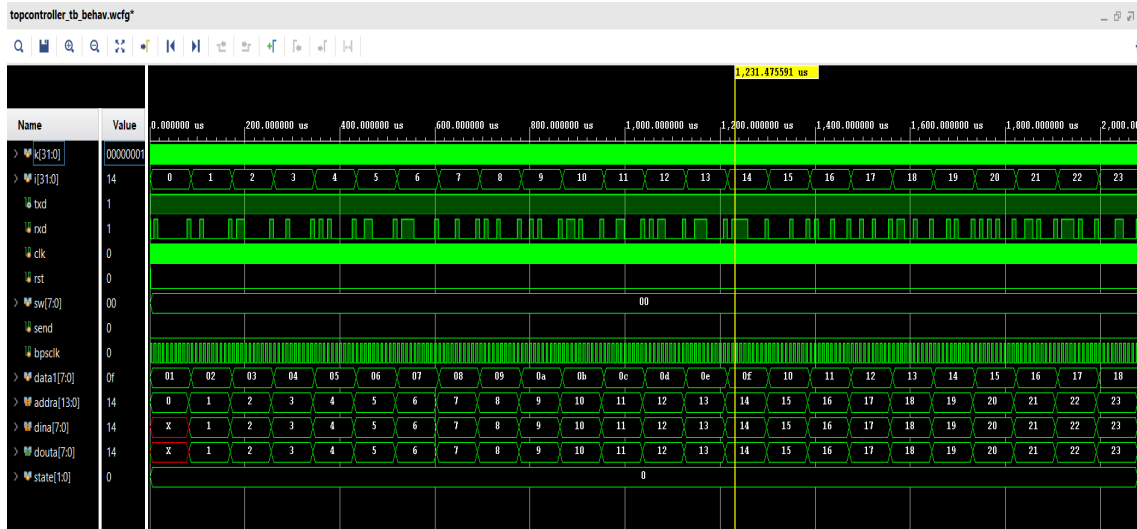 topcontroller_tb_behav.wcfg*
1,231.475591 us
Name Value 0.000000 us 200.000000 us 400.000000 us 600.000000 us 800.000000 us 1,000.000000 us 1,200.000000 us 1,400.000000 us 1,600.000000 us 1,800.000000 us 2,000.0
k[31:0] 00000001
i[31:0] 14 0 1 2 3 4 5 6 7 8 9 10 11 12 13 14 15 16 17 18 19 20 21 22 23
txd 1
rxd 1
clk 0
rst 0
sw[7:0] 00 00
send 0
bpsclk 0
data1[7:0] 0f 01 02 03 04 05 06 07 08 09 0a 0b 0c 0d 0e 0f 10 11 12 13 14 15 16 17 18
addra[13:0] 14 0 1 2 3 4 5 6 7 8 9 10 11 12 13 14 15 16 17 18 19 20 21 22 23
dina[7:0] 14 X 1 2 3 4 5 6 7 8 9 10 11 12 13 14 15 16 17 18 19 20 21 22 23
douta[7:0] 14 X 1 2 3 4 5 6 7 8 9 10 11 12 13 14 15 16 17 18 19 20 21 22 23
state[1:0] 0 0